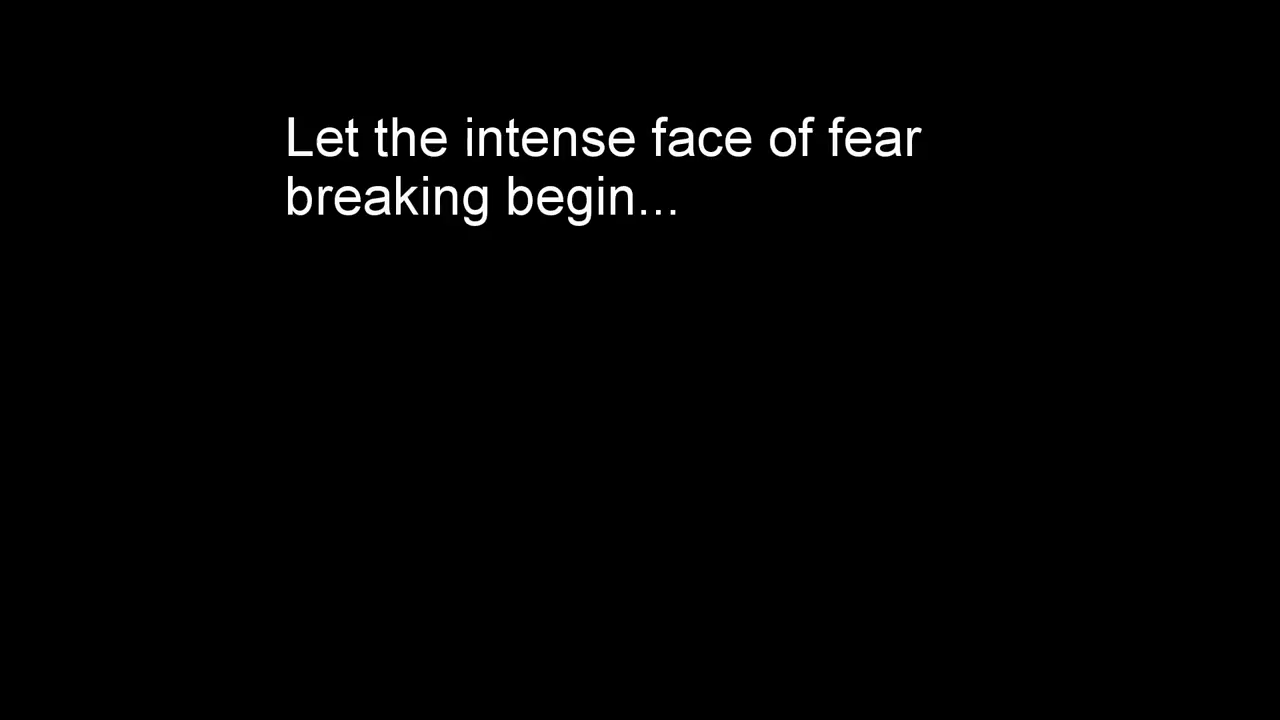 Let the intense face of fear
breaking begin...